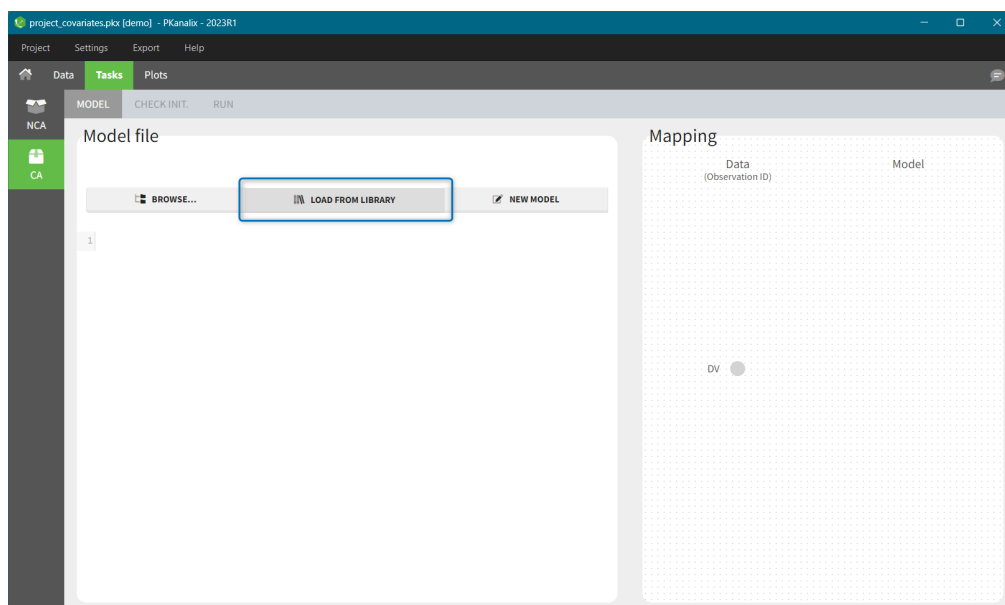 project_covariates.pkx [demo] - PKanalix - 2023R1
Project Settings Export Help
Data Tasks Plots
NCA
CA
MODEL CHECK INIT. RUN
Model file
BROWSE... LOAD FROM LIBRARY NEW MODEL
1
Mapping
Data Model
(Observation ID)
DV